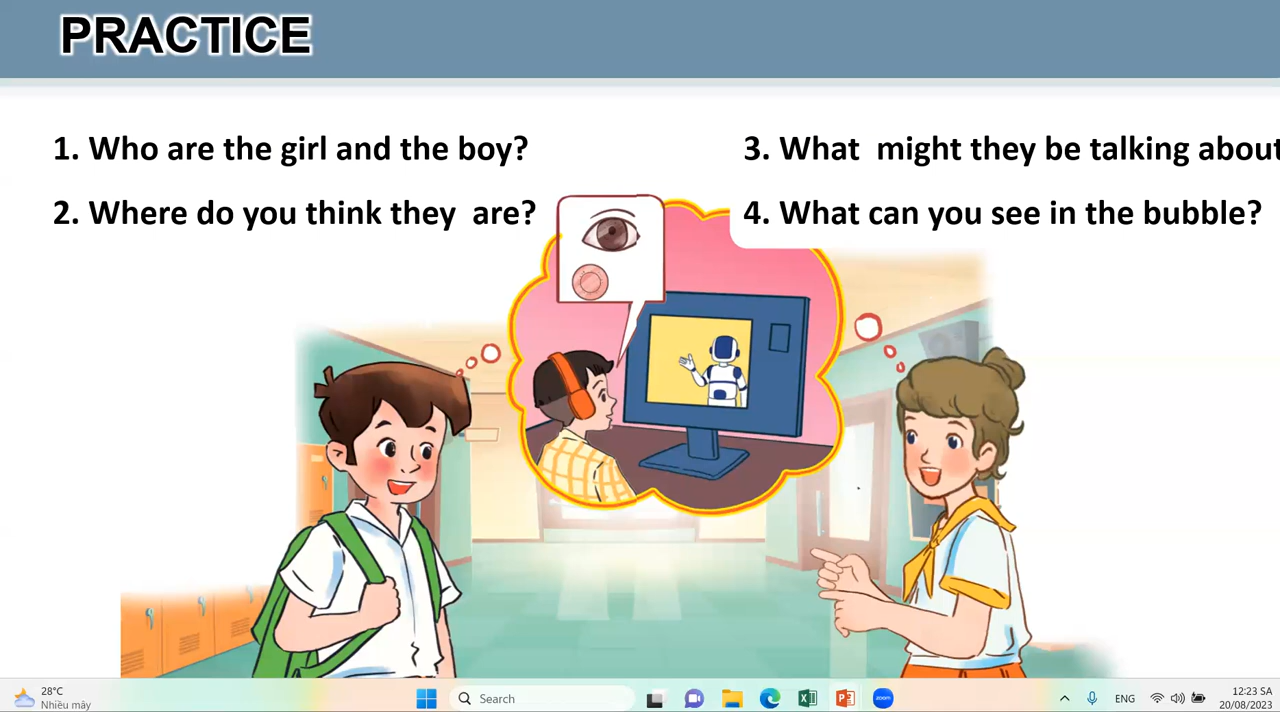 PRACTICE
1. Who are the girl and the boy?
2. Where do you think they are?
3. What might they be talking about
4. What can you see in the bubble?
28°C
Nhiều mây
Search
zoom
ENG
12:23 SA
20/08/2023